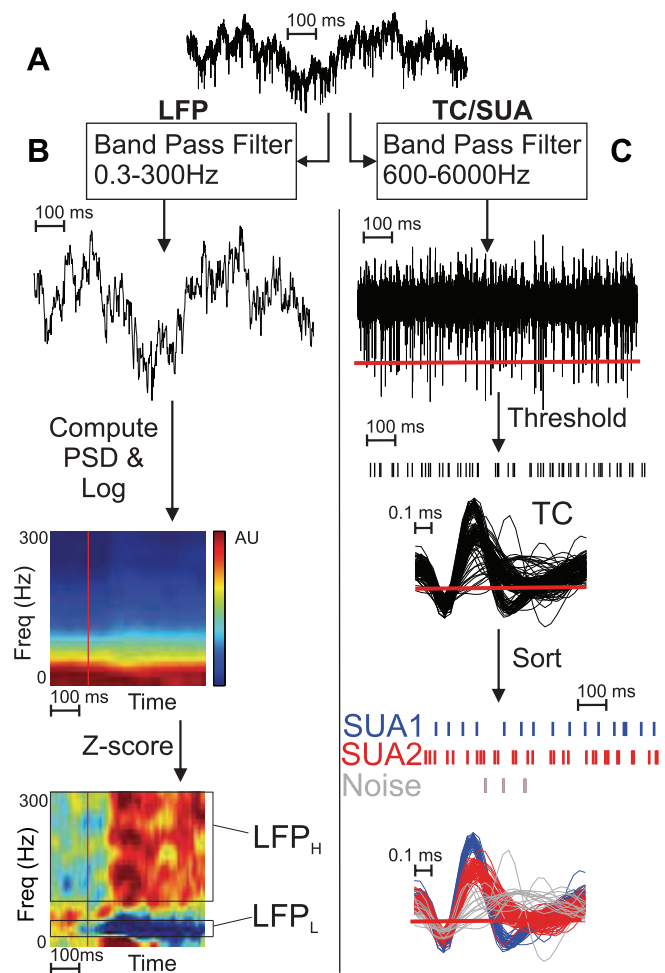 100 ms
A
LFP
TC/SUA
B
Band Pass Filter
0.3-300Hz
Band Pass Filter
600-6000Hz
C
100 ms
100 ms
Compute
PSD &
Log
Threshold
100 ms
TC
0.1 ms
300
Freq (Hz)
0
AU
100 ms
Time
Sort
100 ms
Z-score
SUA1
SUA2
Noise
300
Freq (Hz)
0
LFPH
LFPL
100ms
Time
0.1 ms